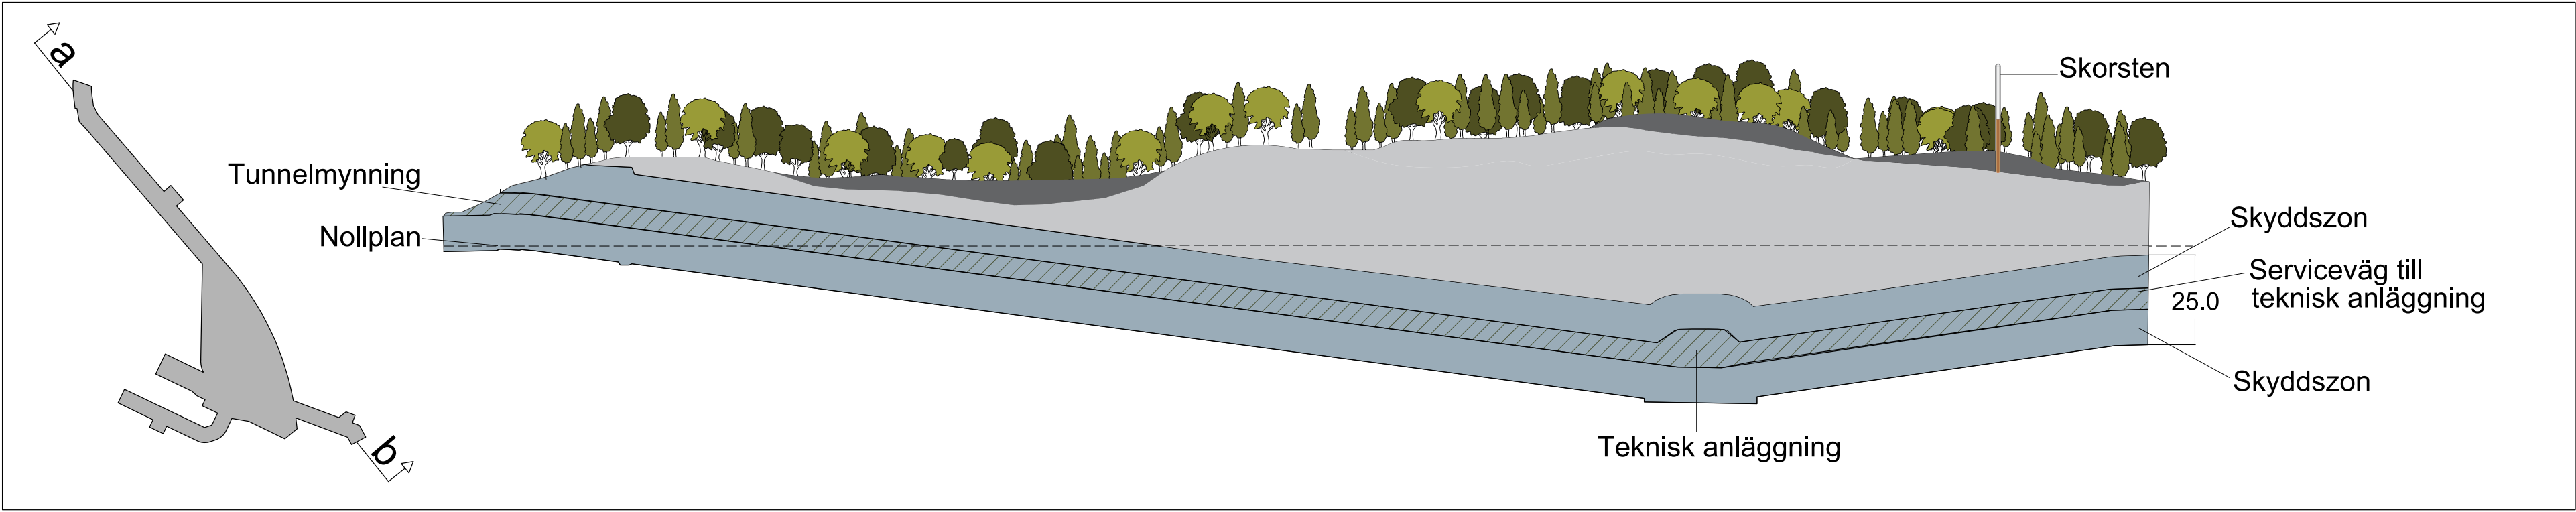 a
Tunnelmynning
Nollplan
b
Skorsten
Skyddszon
Serviceväg till
teknisk anläggning
25.0
Skyddszon
Teknisk anläggning